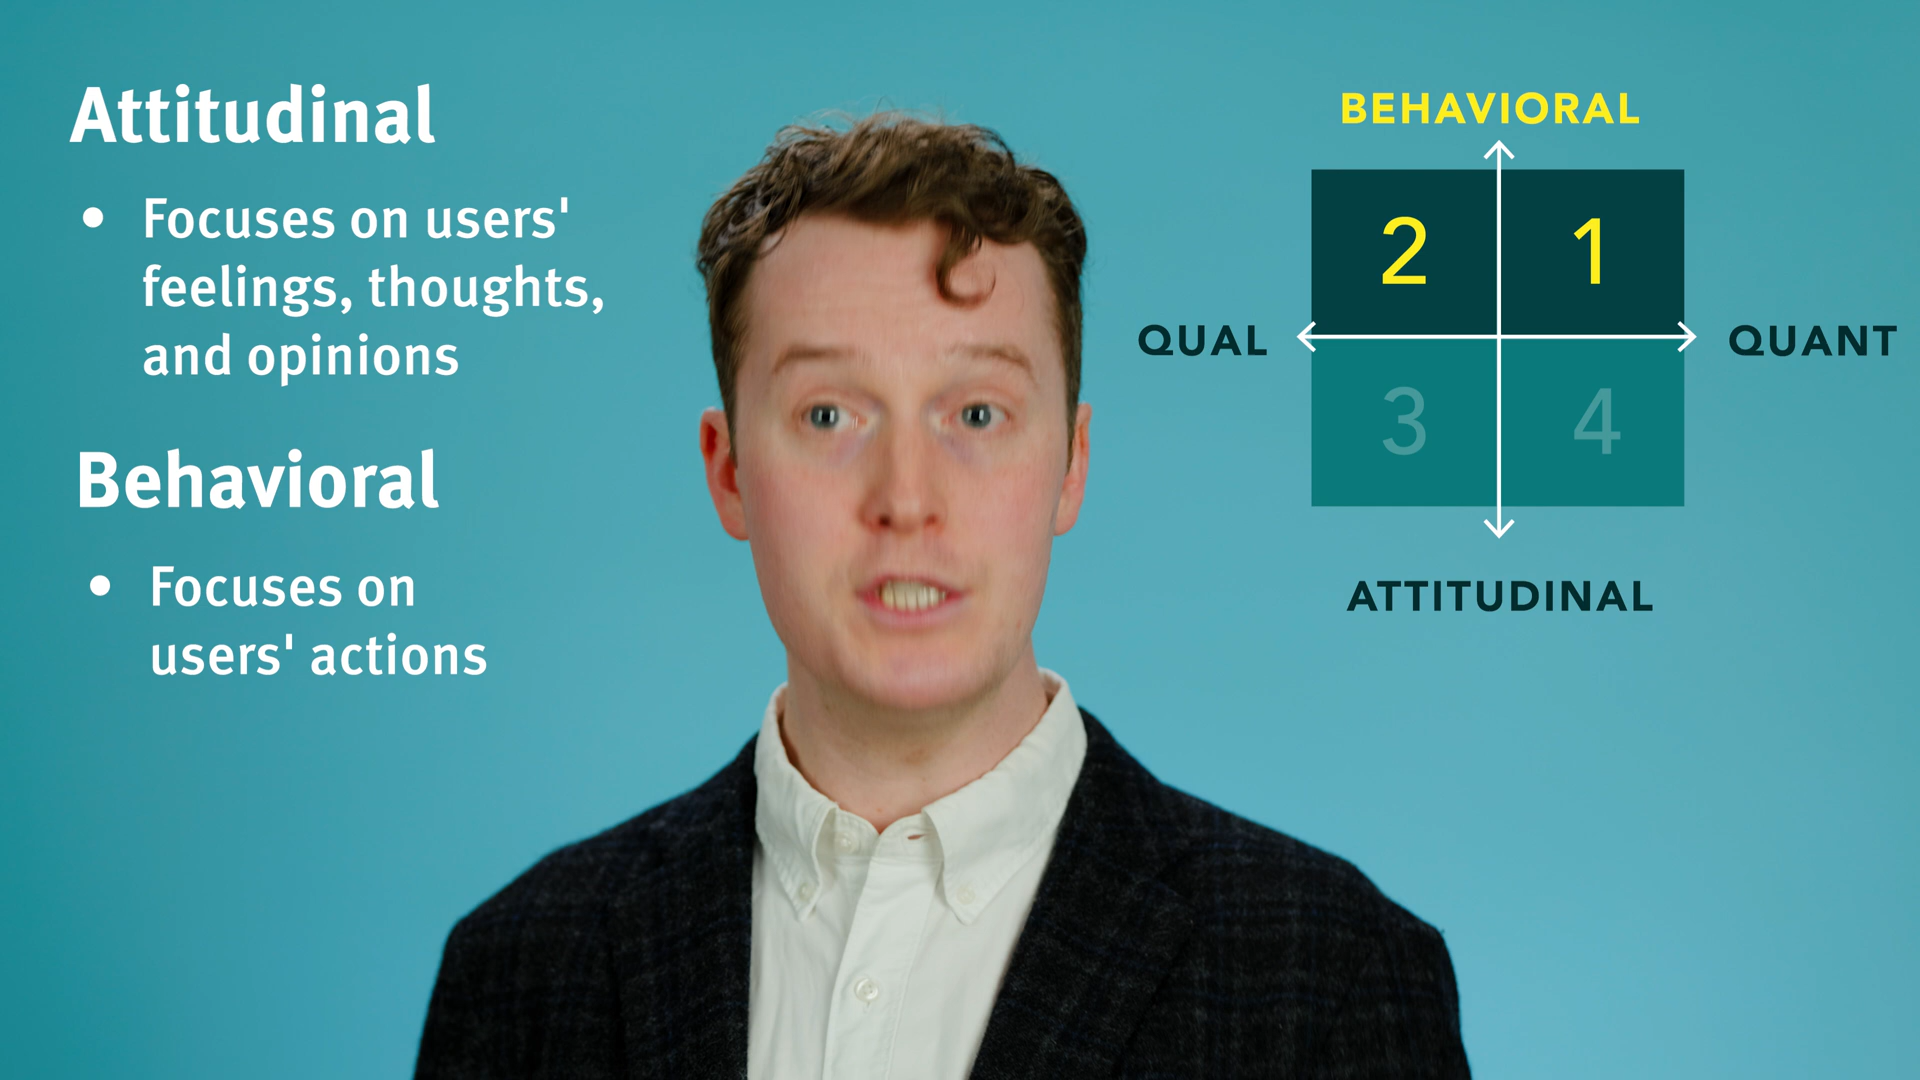 Attitudinal
• Focuses on users'
feelings, thoughts,
and opinions
Behavioral
• Focuses on
users' actions
BEHAVIORAL
2 1
QUAL QUANT
3 4
ATTITUDINAL